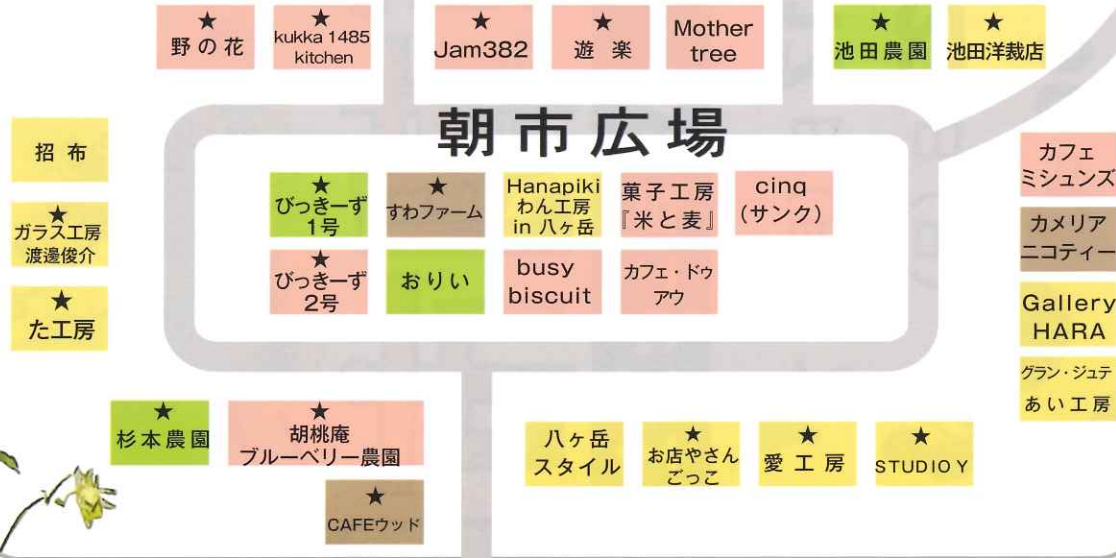 ★
野の花
★
kukka 1485
kitchen
★
Jam382
★
遊楽
Mother
tree
★
池田農園
★
池田洋裁店
朝市広場
招布
★
ガラス工房
渡邊俊介
★
た工房
★
びっきーず
1号
★
すわファーム
Hanapiki
わん工房
in 八ヶ岳
菓子工房
『米と麦』
cinq
(サンク)
★
びっきーず
2号
おりい
busy
biscuit
カフェ・ドゥ
アウ
カフェ
ミシュンズ
カメリア
ニコティー
Gallery
HARA
グラン・ジュテ
あい工房
★
杉本農園
★
胡桃庵
ブルーベリー農園
★
CAFEウッド
八ヶ岳
スタイル
★
お店やさん
ごっこ
★
愛工房
★
STUDIO Y